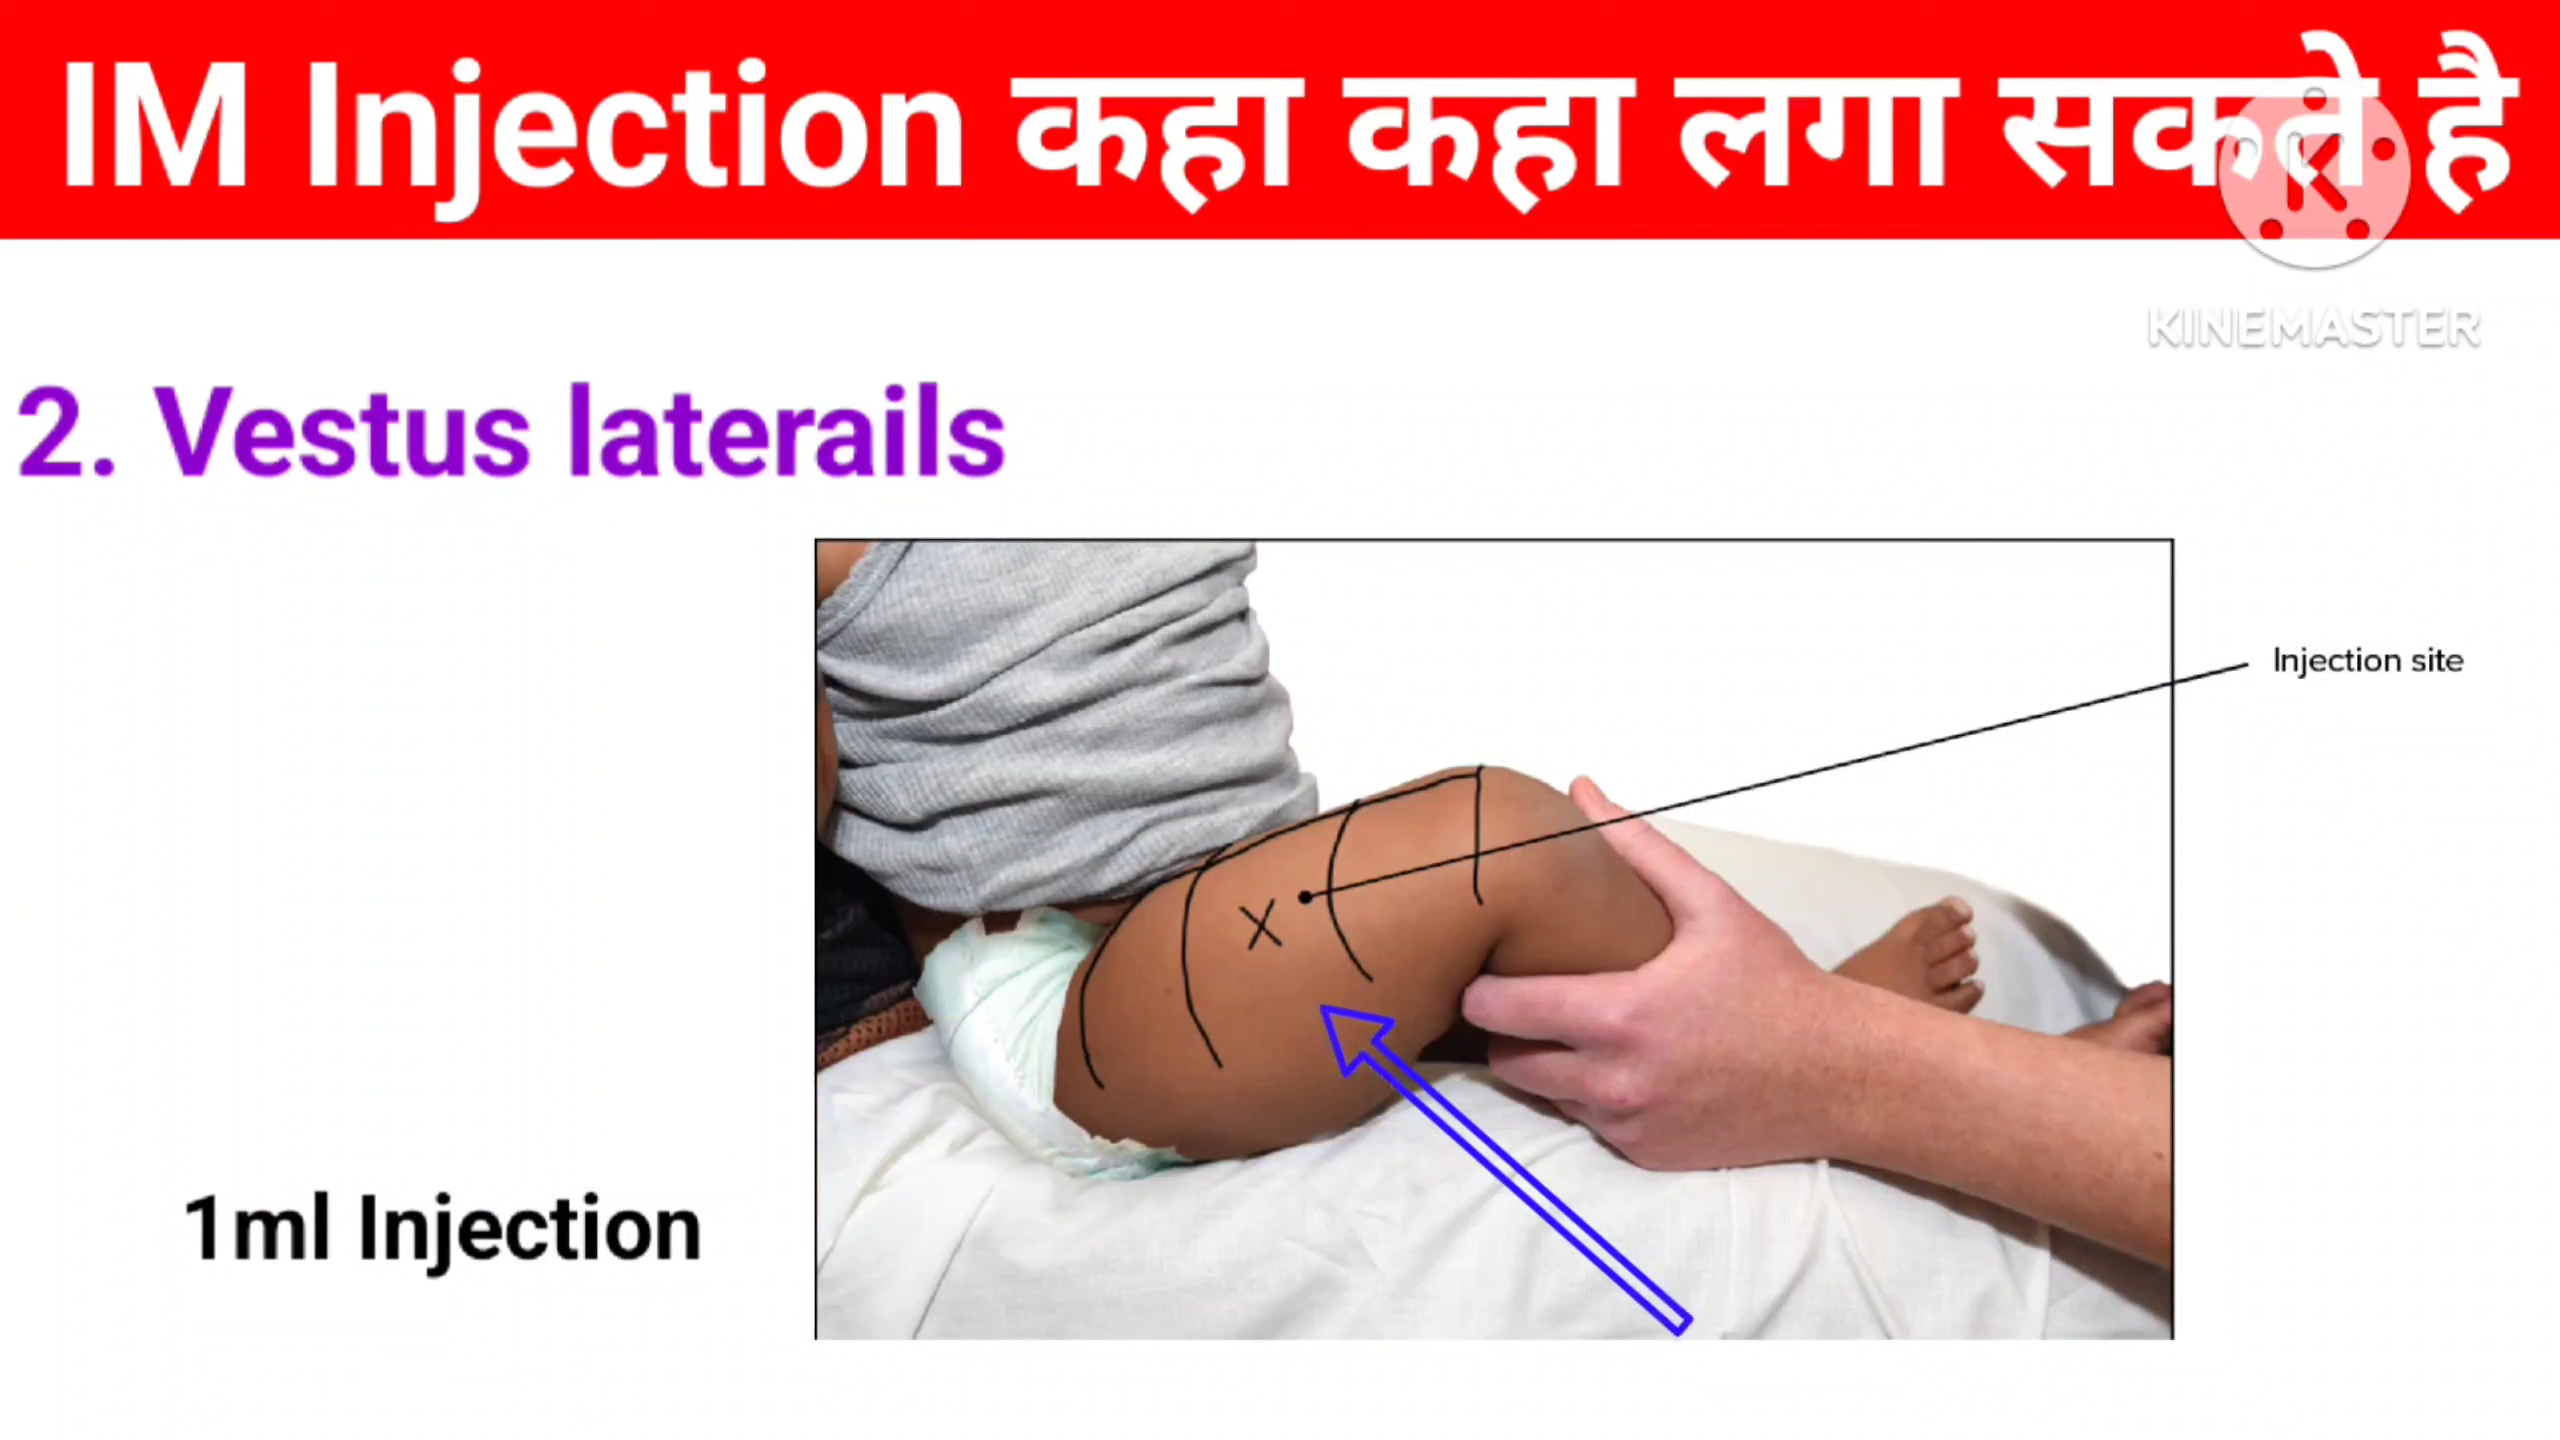 IM Injection कहा कहा लगा सकते है
KINEMASTER
2. Vestus laterails
Injection site
X
1ml Injection